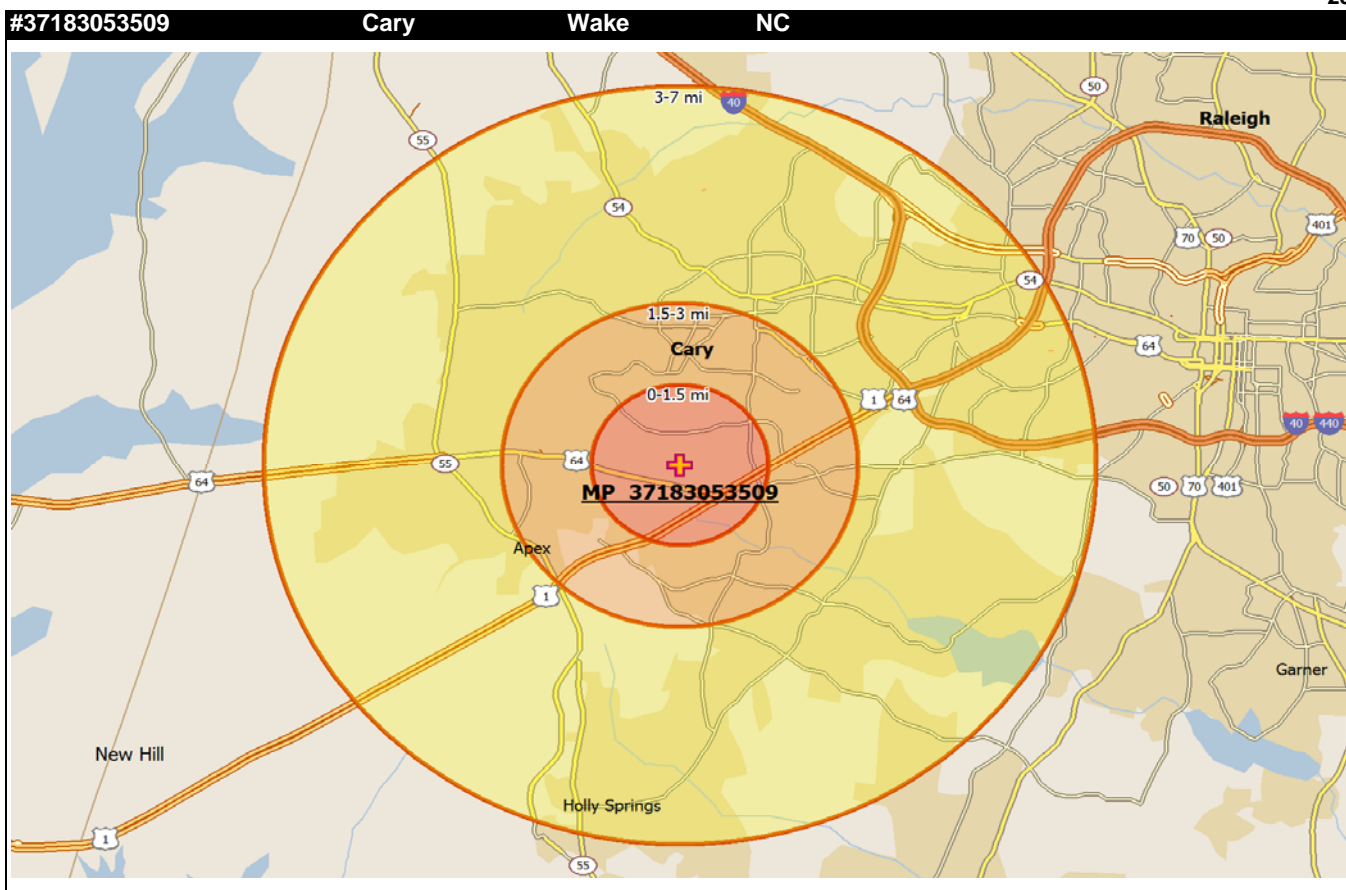 #37183053509 Cary Wake NC
3-7 mi
40
50
Raleigh
55
54
401
70 50
54
1.5-3 mi
Cary
64
0-1.5 mi
1 64
40 440
64
55
64
MP 37183053509
50 70 401
Apex
1
Garner
New Hill
Holly Springs
1
55